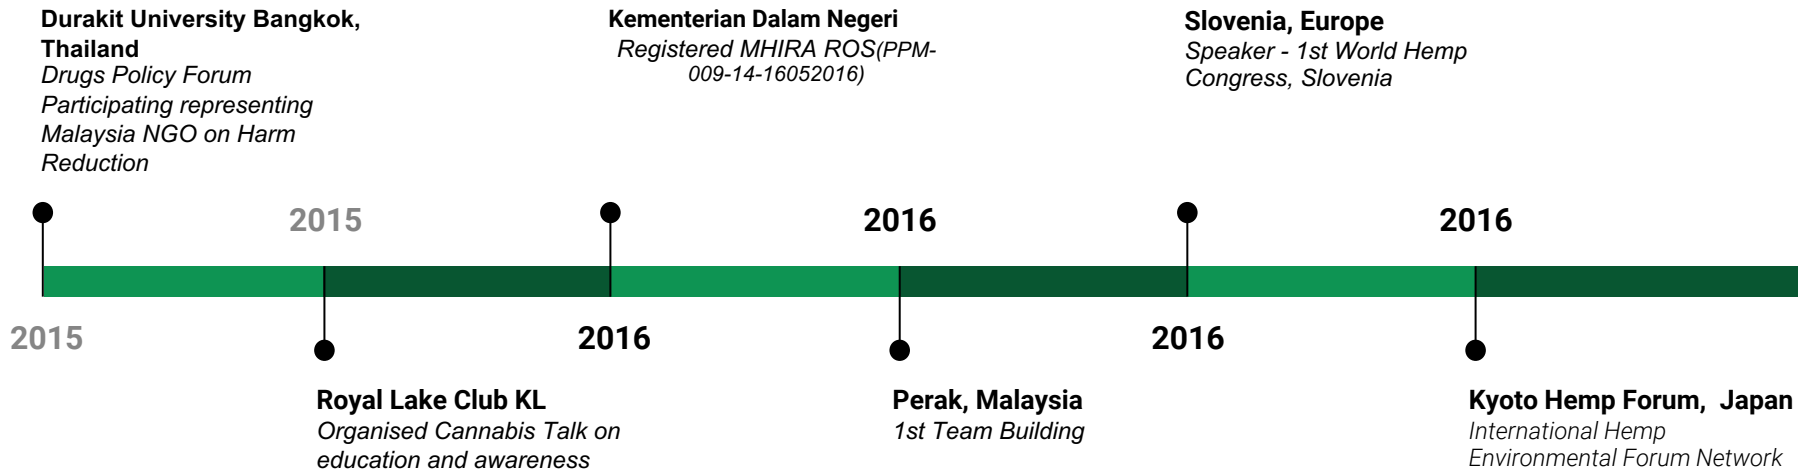 Durakit University Bangkok,
Thailand
Drugs Policy Forum
Participating representing
Malaysia NGO on Harm
Reduction
Kementerian Dalam Negeri
Registered MHIRA ROS(PPM-
009-14-16052016)
Slovenia, Europe
Speaker - 1st World Hemp
Congress, Slovenia
2015
2016
2016
2015
2016
2016
Royal Lake Club KL
Organised Cannabis Talk on
education and awareness
Perak, Malaysia
1st Team Building
Kyoto Hemp Forum,  Japan
International Hemp
Environmental Forum Network